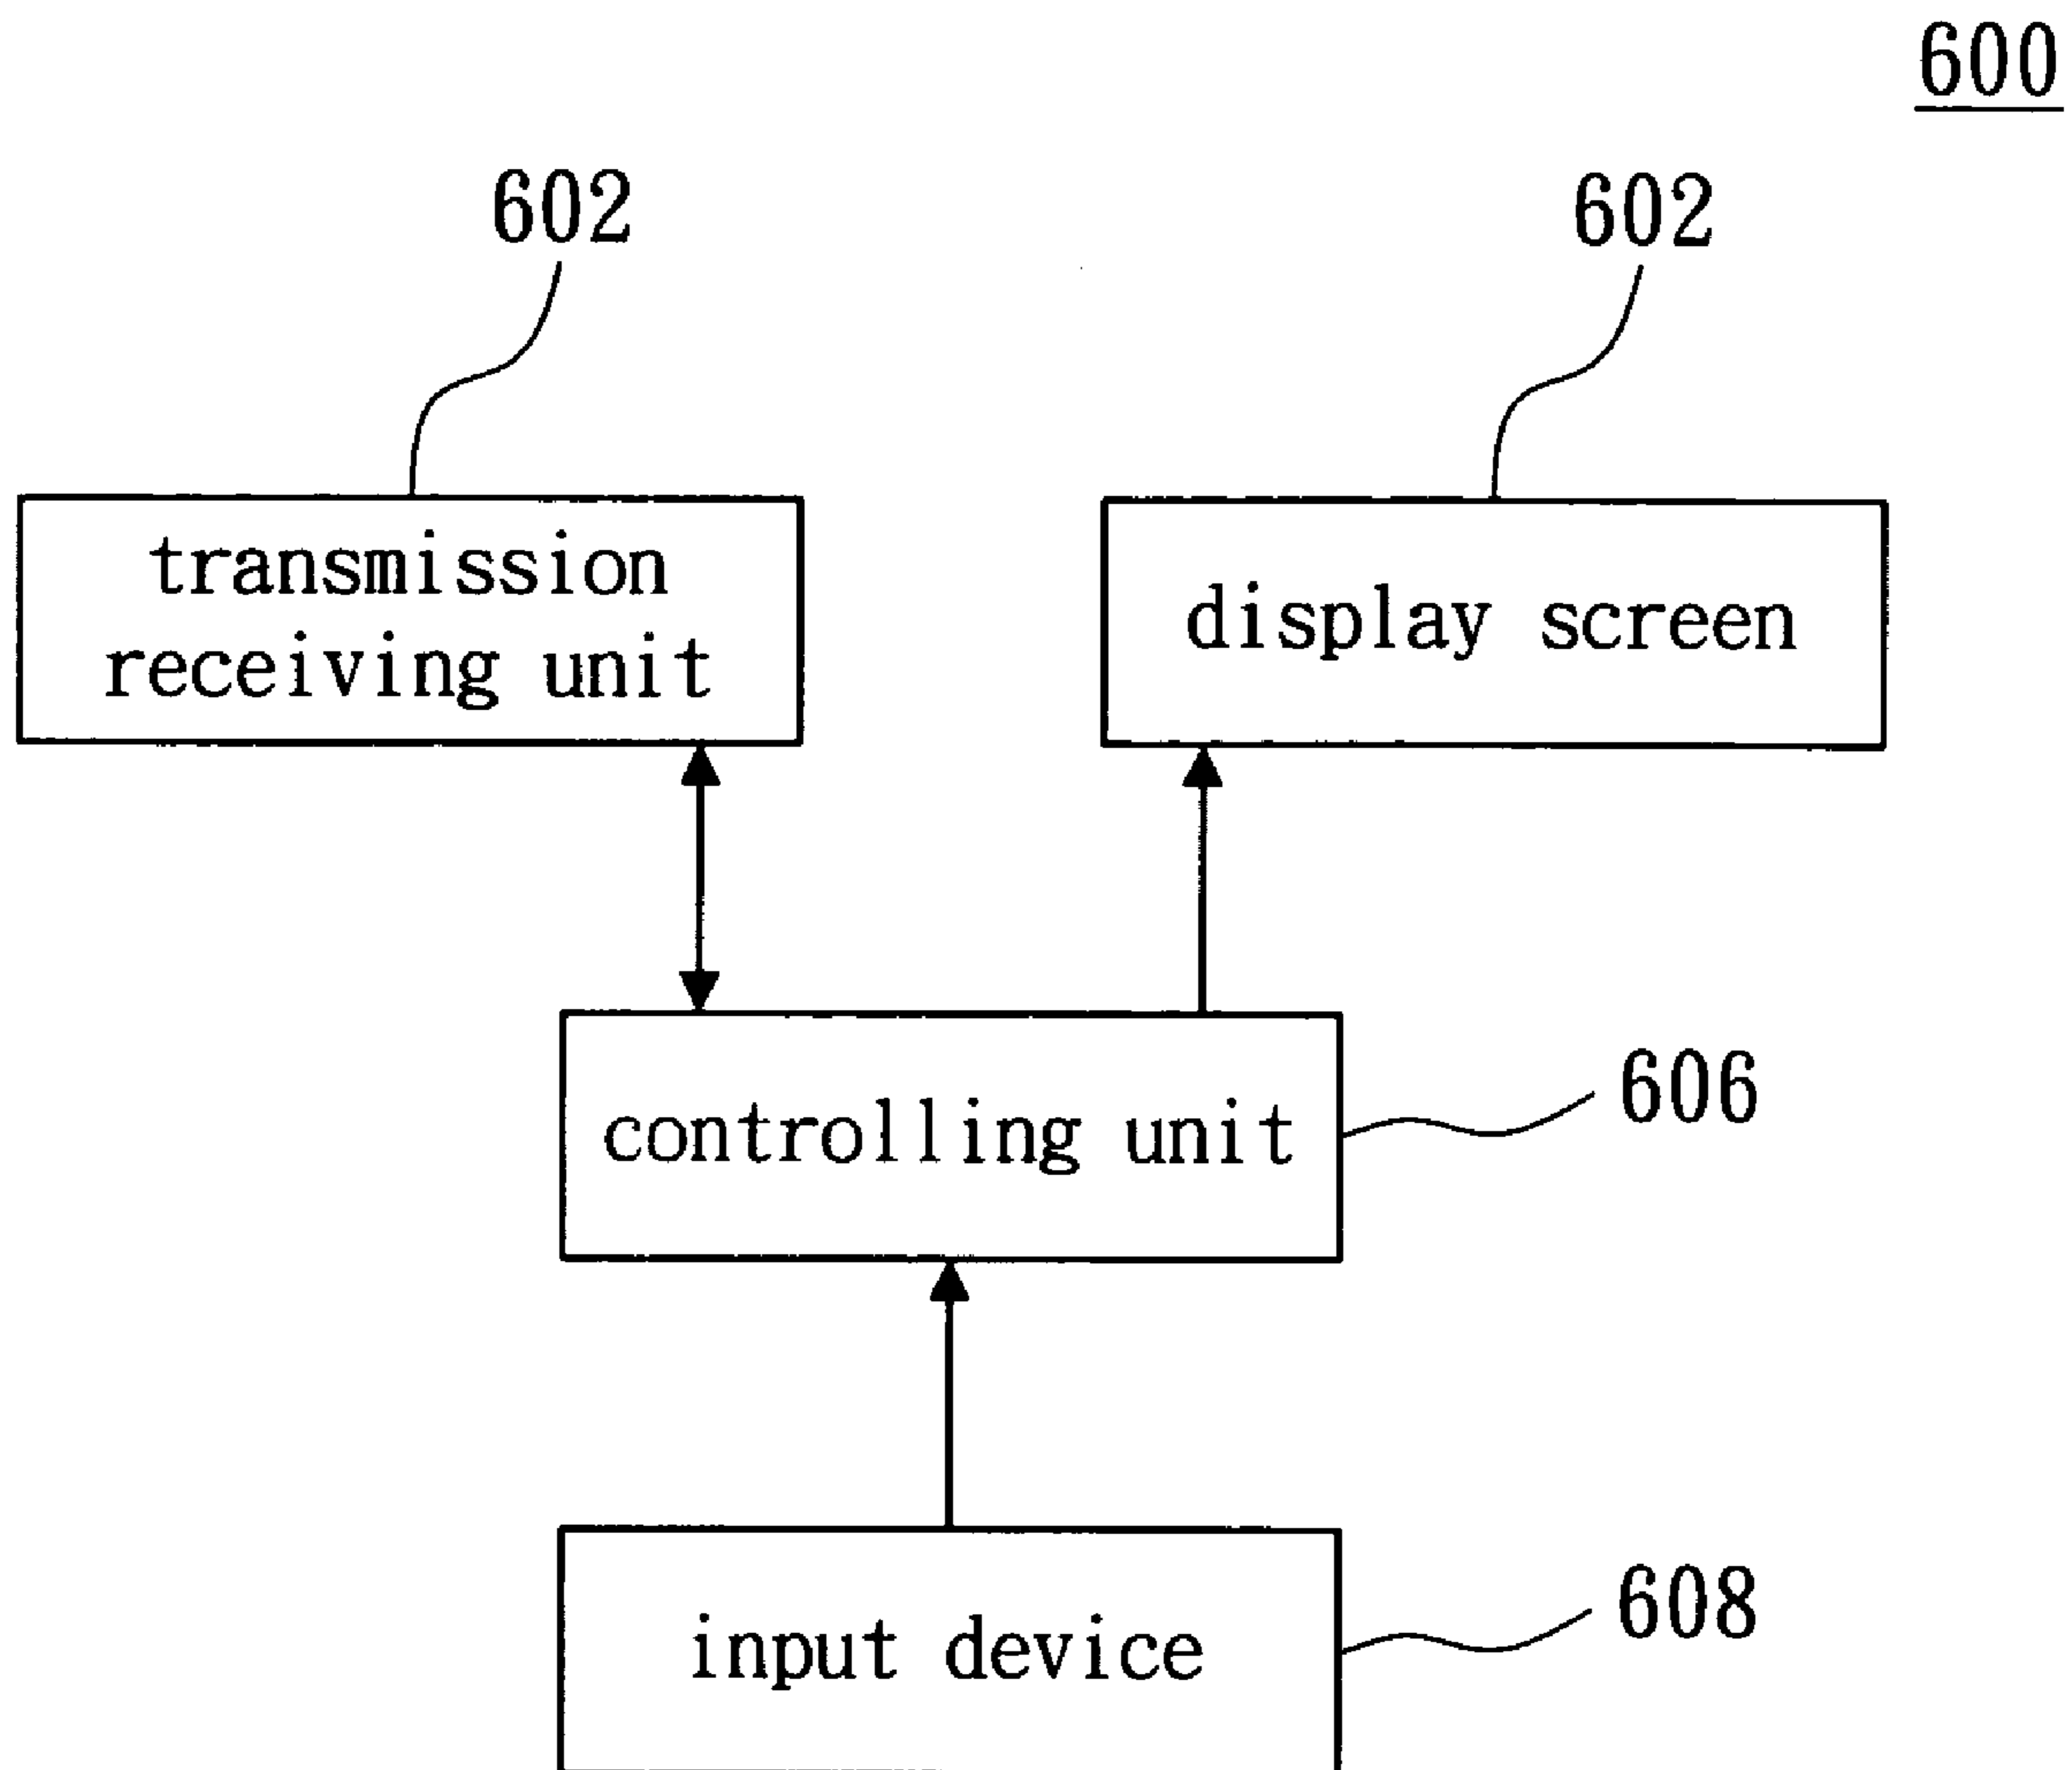 600
602
602
transmission
receiving unit
display screen
controlling unit
606
input device
608